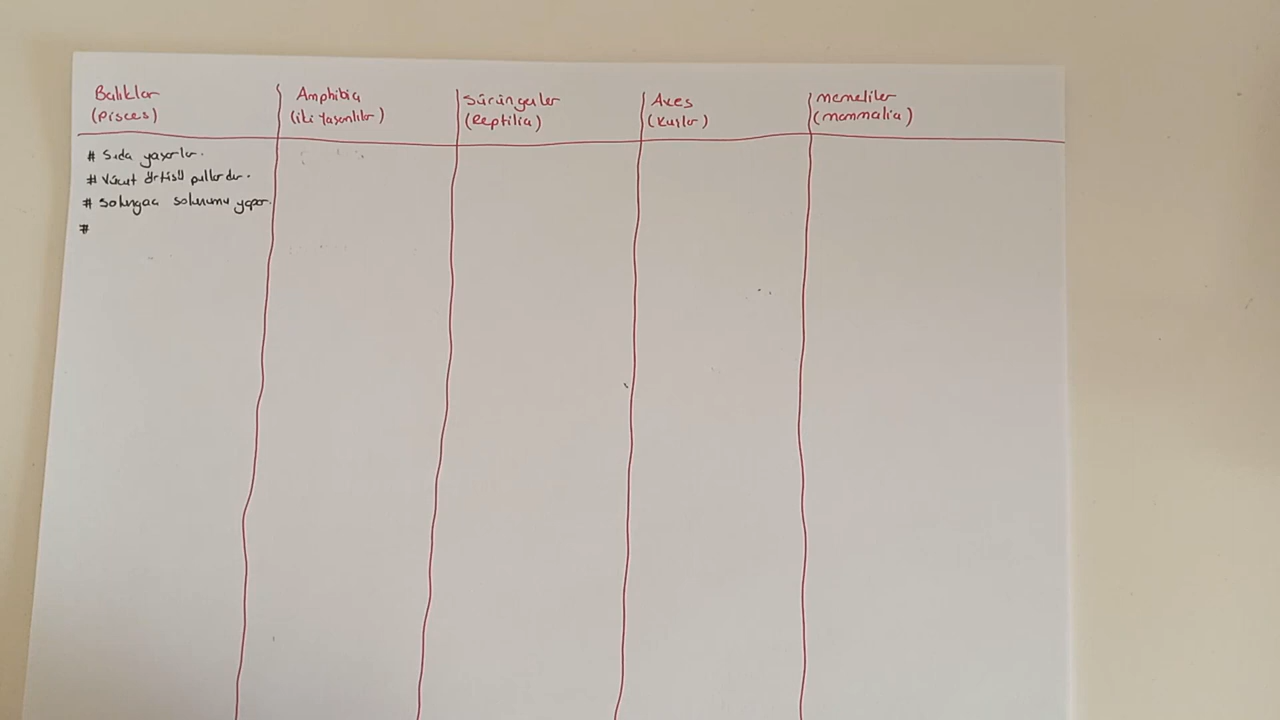 Balıklar
(Pisces)
Amphibia
(iki Yaşamlılar)
Sürüngenler
(Reptilia)
Aves
(Kuşlar)
memeliler
(mammalia)
# Suda yaşarlar.
# Vücut örtüsü pullardır.
# Solungaç solunumu yapar.
#